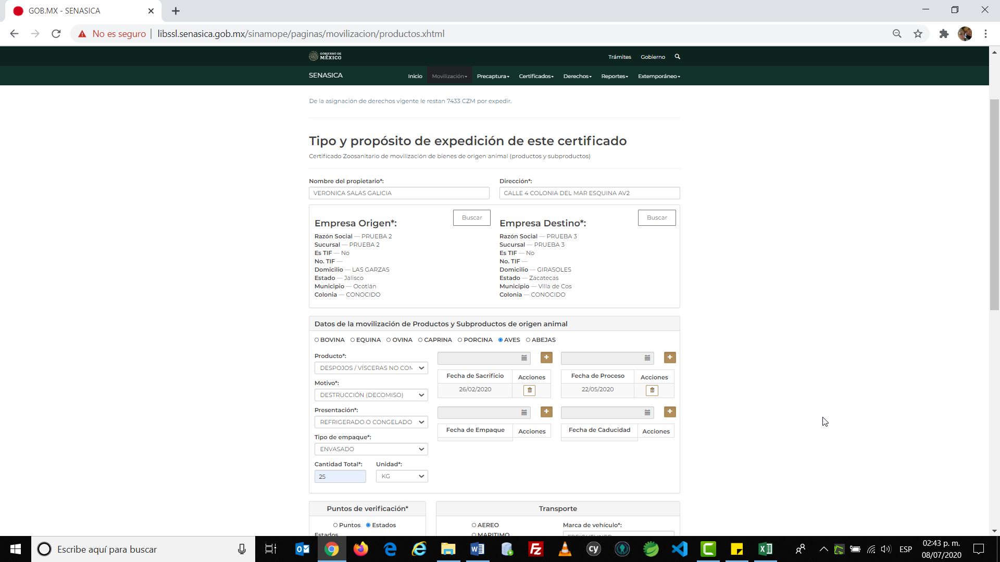 GOB.MX - SENASICA
No es seguro
libssl.senasica.gob.mx/sinamope/paginas/movilizacion/productos.xhtml
GOBIERNO DE
MÉXICO
Trámites
Gobierno
SENASICA
Inicio
Movilización
Precaptura
Certificados
Derechos
Reportes
Extemporáneo
De la asignación de derechos vigente le restan 7433 CZM por expedir.
Tipo y propósito de expedición de este certificado
Certificado Zoosanitario de movilización de bienes de origen animal (productos y subproductos)
Nombre del propietario*:
Dirección*:
VERONICA SALAS GALICIA
CALLE 4 COLONIA DEL MAR ESQUINA AV2
Empresa Origen*:
Buscar
Razón Social — PRUEBA 2
Sucursal — PRUEBA 2
Es TIF — No
No. TIF —
Domicilio — LAS GARZAS
Estado — Jalisco
Municipio — Ocotlán
Colonia — CONOCIDO
Empresa Destino*:
Buscar
Razón Social — PRUEBA 3
Sucursal — PRUEBA 3
Es TIF — No
No. TIF —
Domicilio — GIRASOLES
Estado — Zacatecas
Municipio — Villa de Cos
Colonia — CONOCIDO
Datos de la movilización de Productos y Subproductos de origen animal
BOVINA EQUINA OVINA CAPRINA PORCINA AVES ABEJAS
Producto*:
DESPOJOS / VÍSCERAS NO COM
Motivo*:
DESTRUCCIÓN (DECOMISO)
Presentación*:
REFRIGERADO O CONGELADO
Tipo de empaque*:
ENVASADO
Cantidad Total*:
Unidad*:
25
KG
Fecha de Sacrificio
Acciones
26/02/2020
Fecha de Proceso
Acciones
22/05/2020
Fecha de Empaque
Acciones
Fecha de Caducidad
Acciones
Puntos de verificación*
Puntos
Estados
Estados
Transporte
AEREO
MARITIMO
Marca de vehículo*:
FREIGHTLINER
Escribe aquí para buscar
cy
ESP
02:43 p. m.
08/07/2020